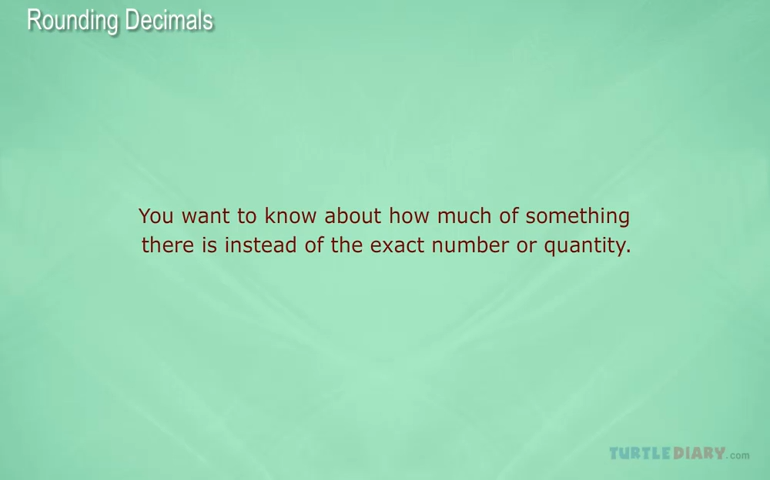 Rounding Decimals
You want to know about how much of something
there is instead of the exact number or quantity.
TURTLEDIARY.com